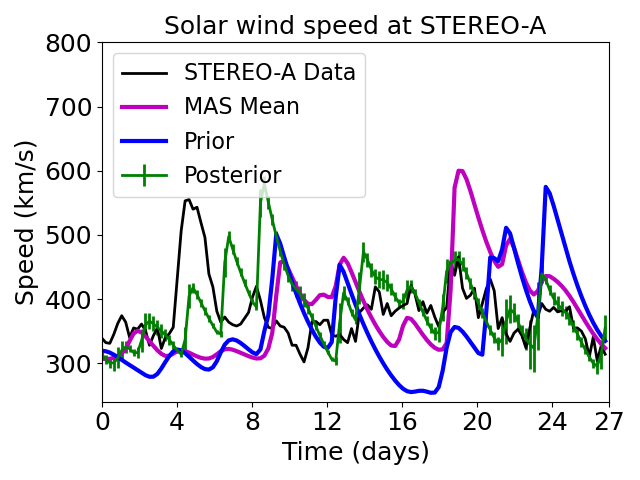 Solar wind speed at STEREO-A
800
700
600
500
400
300
Speed (km/s)
STEREO-A Data
MAS Mean
Prior
Posterior
0 4 8 12 16 20 24 27
Time (days)